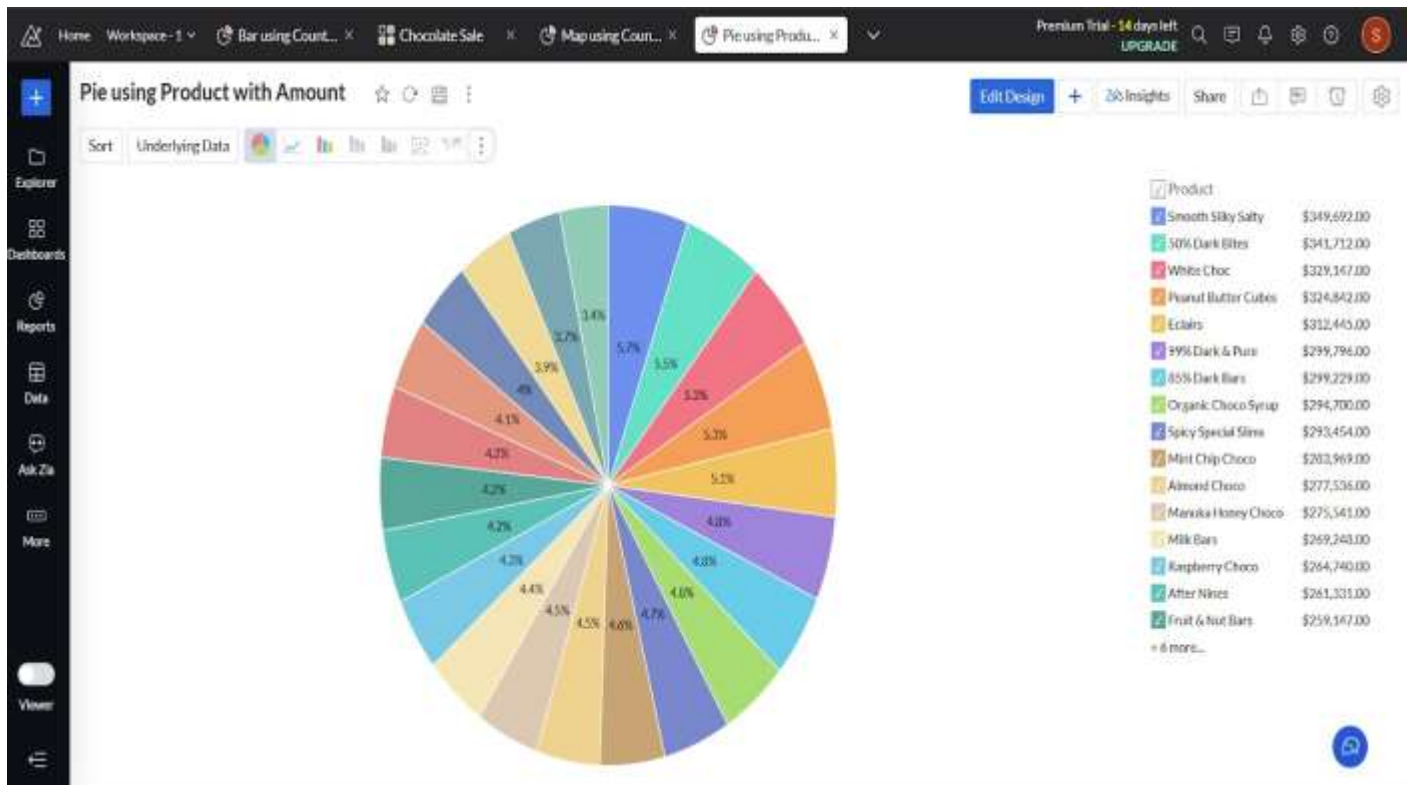 Home Workspace-1 Bar using Count... × Chocolate Sale × Map using Coun... × Pie using Produ... × Premium Trial - 14 days left
UPGRADE
S
Pie using Product with Amount
Edit Design + Insights Share
Sort Underlying Data
Explorer
Dashboards
Reports
Data
Ask Zia
More
Viewer
Product
Smooth Silky Salty $349,692.00
50% Dark Bites $341,712.00
White Choc $329,147.00
Peanut Butter Cubes $324,842.00
Eclairs $312,445.00
99% Dark & Pure $299,796.00
85% Dark Bars $299,229.00
Organic Choco Syrup $294,700.00
Spicy Special Slims $293,454.00
Mint Chip Choco $283,969.00
Almond Choco $277,536.00
Manuka Honey Choco $275,541.00
Milk Bars $269,248.00
Raspberry Choco $264,740.00
After Nines $261,331.00
Fruit & Nut Bars $259,147.00
+ 6 more...
5.7%
5.5%
5.3%
5.3%
5.1%
4.8%
4.8%
4.8%
4.7%
4.6%
4.5%
4.5%
4.4%
4.3%
4.2%
4.2%
4.2%
4.1%
4%
3.9%
3.7%
3.4%